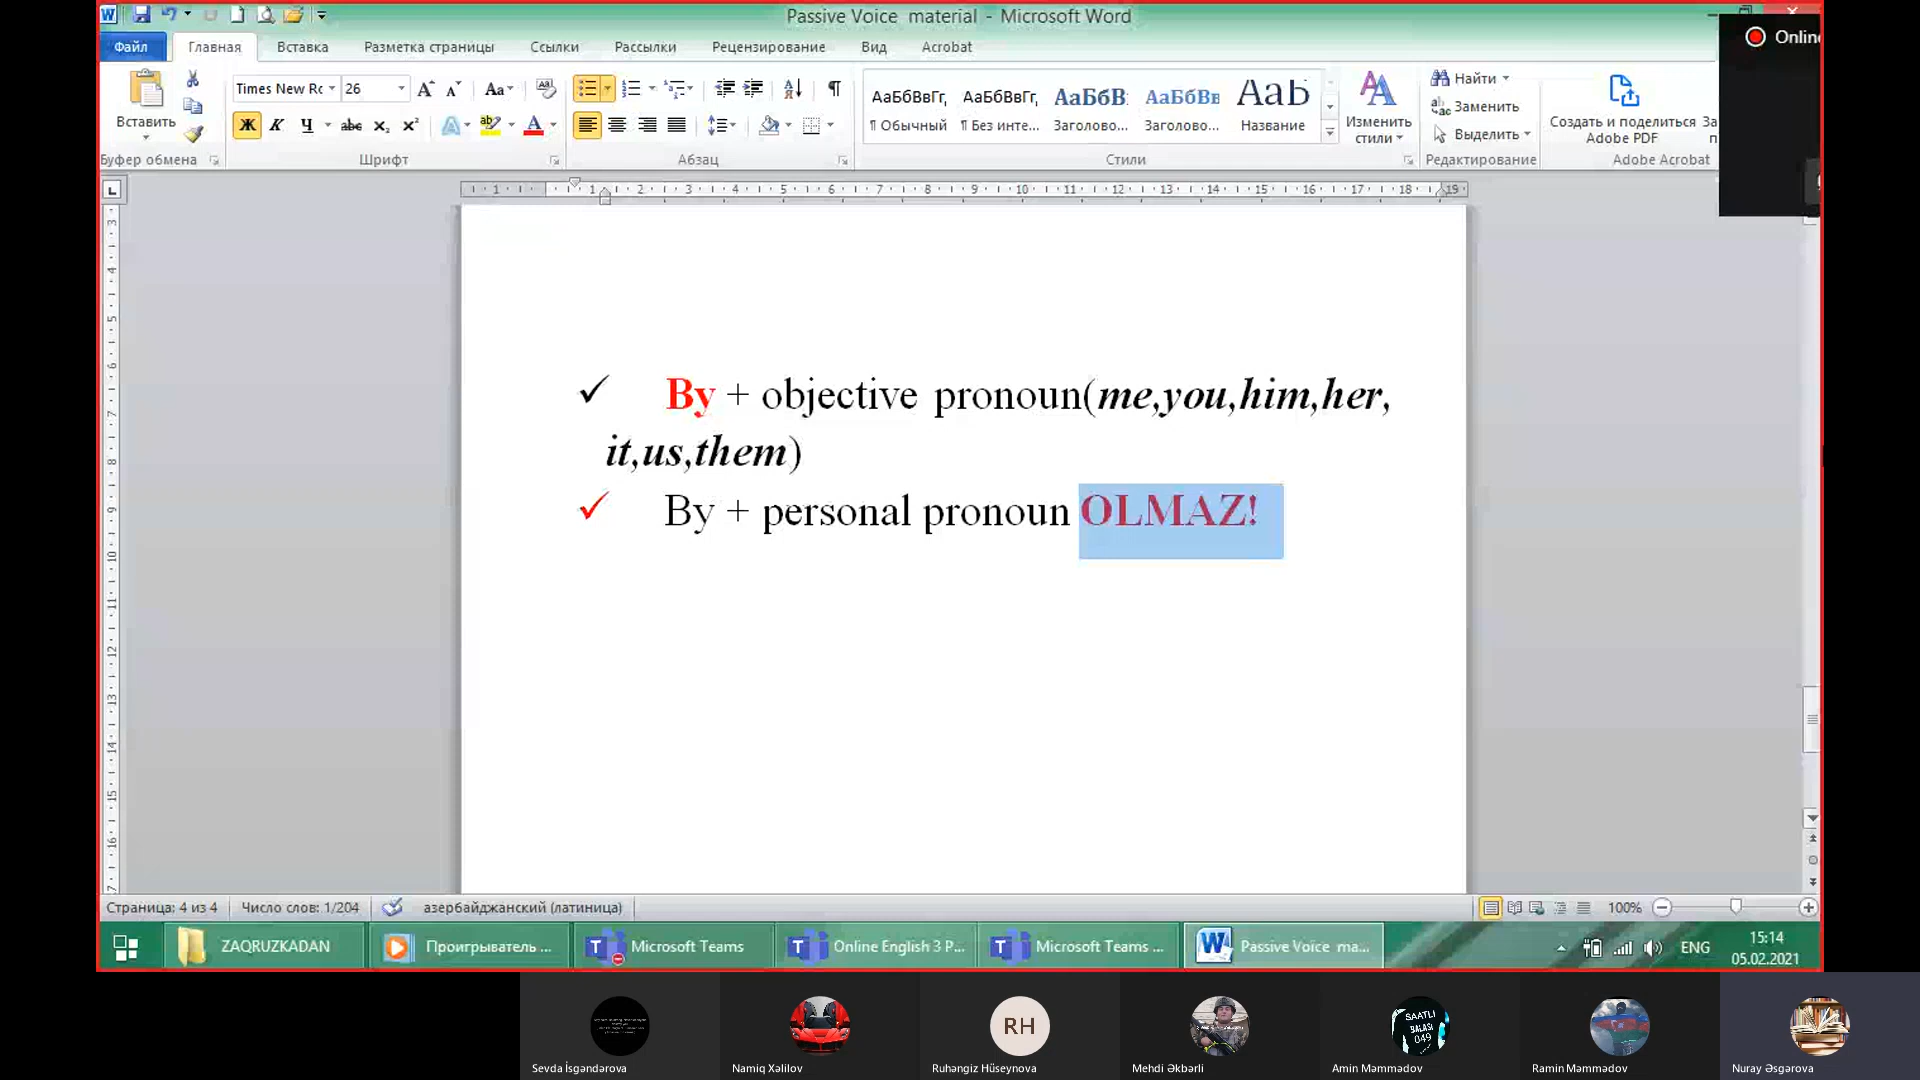 Passive Voice material - Microsoft Word
Файл Главная Вставка Разметка страницы Ссылки Рассылки Рецензирование Вид Acrobat
Onlin
Times New Rc 26
Вставить
Буфер обмена Шрифт Абзац Стили Редактирование Adobe Acrobat
АаБбВвГг, АаБбВвГг, АаБбВ АаБбВв АаБ
¶ Обычный ¶ Без инте... Заголово... Заголово... Название
Изменить стили
Найти
Заменить
Выделить
Создать и поделиться
Adobe PDF
✓ By + objective pronoun(me,you,him,her,
it,us,them)
✓ By + personal pronoun OLMAZ!
Страница: 4 из 4 Число слов: 1/204 азербайджанский (латиница) 100%
ZAQRUZKADAN Проигрыватель ... Microsoft Teams Online English 3 P... Microsoft Teams ... Passive Voice ma... ENG 15:14
05.02.2021
RH
SAATLI
BALASI
049
Sevda İsgəndərova Namiq Xəlilov Ruhəngiz Hüseynova Mehdi Əkbərli Amin Məmmədov Ramin Məmmədov Nuray Əsgərova